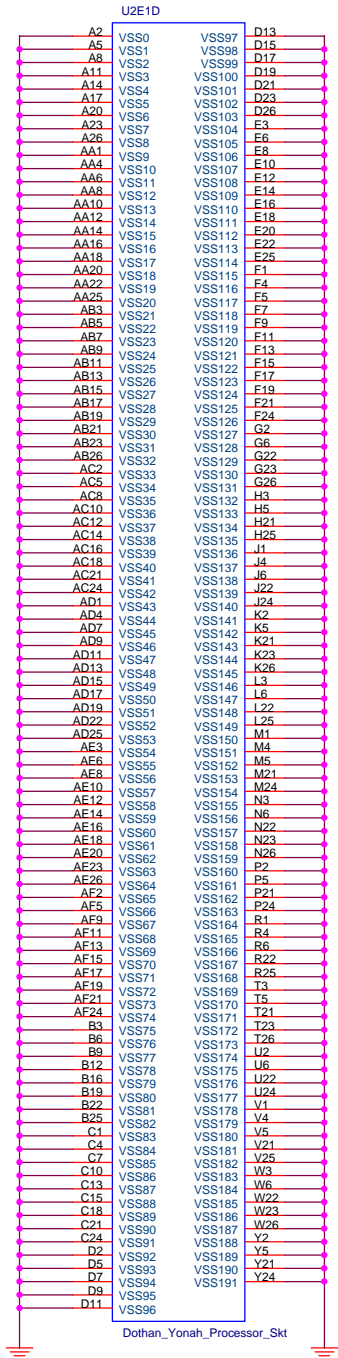 U2E1D
A2 VSS0 VSS97 D13
A5 VSS1 VSS98 D15
A8 VSS2 VSS99 D17
A11 VSS3 VSS100 D19
A14 VSS4 VSS101 D21
A17 VSS5 VSS102 D23
A20 VSS6 VSS103 D26
A23 VSS7 VSS104 E3
A26 VSS8 VSS105 E6
AA1 VSS9 VSS106 E8
AA4 VSS10 VSS107 E10
AA6 VSS11 VSS108 E12
AA8 VSS12 VSS109 E14
AA10 VSS13 VSS110 E16
AA12 VSS14 VSS111 E18
AA14 VSS15 VSS112 E20
AA16 VSS16 VSS113 E22
AA18 VSS17 VSS114 E25
AA20 VSS18 VSS115 F1
AA22 VSS19 VSS116 F4
AA25 VSS20 VSS117 F5
AB3 VSS21 VSS118 F7
AB5 VSS22 VSS119 F9
AB7 VSS23 VSS120 F11
AB9 VSS24 VSS121 F13
AB11 VSS25 VSS122 F15
AB13 VSS26 VSS123 F17
AB15 VSS27 VSS124 F19
AB17 VSS28 VSS125 F21
AB19 VSS29 VSS126 F24
AB21 VSS30 VSS127 G2
AB23 VSS31 VSS128 G6
AB26 VSS32 VSS129 G22
AC2 VSS33 VSS130 G23
AC5 VSS34 VSS131 G26
AC8 VSS35 VSS132 H3
AC10 VSS36 VSS133 H5
AC12 VSS37 VSS134 H21
AC14 VSS38 VSS135 H25
AC16 VSS39 VSS136 J1
AC18 VSS40 VSS137 J4
AC21 VSS41 VSS138 J6
AC24 VSS42 VSS139 J22
AD1 VSS43 VSS140 J24
AD4 VSS44 VSS141 K2
AD7 VSS45 VSS142 K5
AD9 VSS46 VSS143 K21
AD11 VSS47 VSS144 K23
AD13 VSS48 VSS145 K26
AD15 VSS49 VSS146 L3
AD17 VSS50 VSS147 L6
AD19 VSS51 VSS148 L22
AD22 VSS52 VSS149 L25
AD25 VSS53 VSS150 M1
AE3 VSS54 VSS151 M4
AE6 VSS55 VSS152 M5
AE8 VSS56 VSS153 M21
AE10 VSS57 VSS154 M24
AE12 VSS58 VSS155 N3
AE14 VSS59 VSS156 N6
AE16 VSS60 VSS157 N22
AE18 VSS61 VSS158 N23
AE20 VSS62 VSS159 N26
AE23 VSS63 VSS160 P2
AE26 VSS64 VSS161 P5
AF2 VSS65 VSS162 P21
AF5 VSS66 VSS163 P24
AF9 VSS67 VSS164 R1
AF11 VSS68 VSS165 R4
AF13 VSS69 VSS166 R6
AF15 VSS70 VSS167 R22
AF17 VSS71 VSS168 R25
AF19 VSS72 VSS169 T3
AF21 VSS73 VSS170 T5
AF24 VSS74 VSS171 T21
B3 VSS75 VSS172 T23
B6 VSS76 VSS173 T26
B9 VSS77 VSS174 U2
B12 VSS78 VSS175 U6
B16 VSS79 VSS176 U22
B19 VSS80 VSS177 U24
B22 VSS81 VSS178 V1
B25 VSS82 VSS179 V4
C1 VSS83 VSS180 V5
C4 VSS84 VSS181 V21
C7 VSS85 VSS182 V25
C10 VSS86 VSS183 W3
C13 VSS87 VSS184 W6
C15 VSS88 VSS185 W22
C18 VSS89 VSS186 W23
C21 VSS90 VSS187 W26
C24 VSS91 VSS188 Y2
D2 VSS92 VSS189 Y5
D5 VSS93 VSS190 Y21
D7 VSS94 VSS191 Y24
D9 VSS95
D11 VSS96
Dothan_Yonah_Processor_Skt